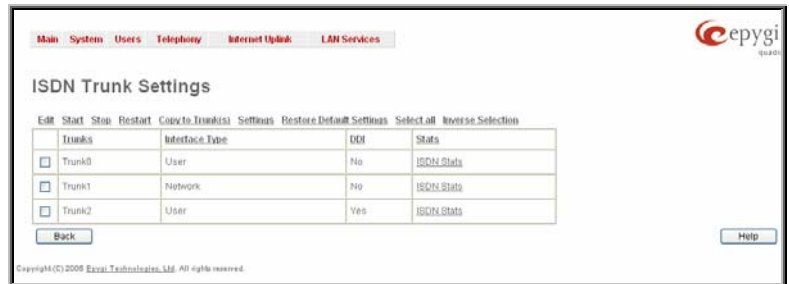 Main System Users Telephony Internet Uplink LAN Services
epygi
quadro
ISDN Trunk Settings
Edit Start Stop Restart Copy to Trunk(s) Settings Restore Default Settings Select all Inverse Selection
Trunks Interface Type DDI Stats
Trunk0 User No ISDN Stats
Trunk1 Network No ISDN Stats
Trunk2 User Yes ISDN Stats
Back Help
Copyright (C) 2005 Epygi Technologies, Ltd. All rights reserved.